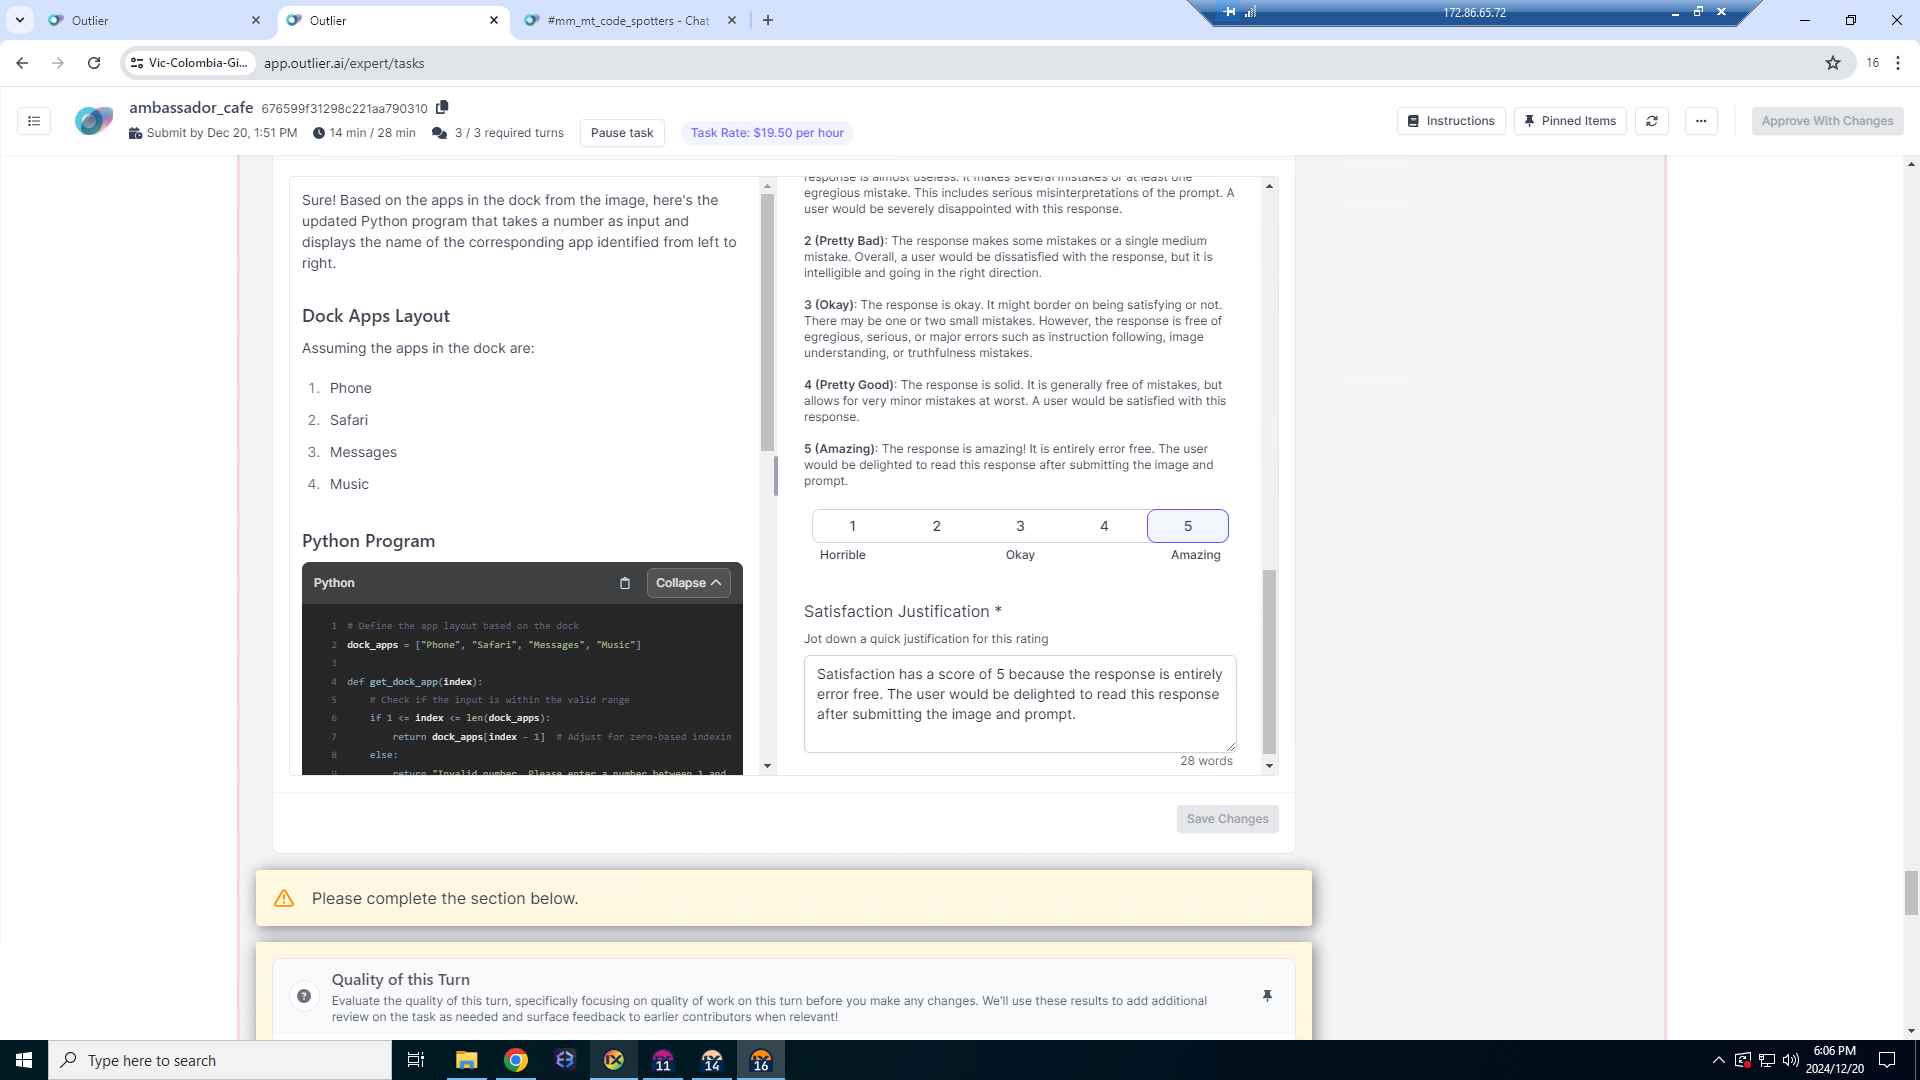 Outlier
Outlier
#mm_mt_code_spotters - Chat
172.86.65.72
Vic-Colombia-Gi...
app.outlier.ai/expert/tasks
16
ambassador_cafe 676599f31298c221aa790310
Submit by Dec 20, 1:51 PM
14 min / 28 min
3 / 3 required turns
Pause task
Task Rate: $19.50 per hour
Instructions
Pinned Items
Approve With Changes
Sure! Based on the apps in the dock from the image, here's the
updated Python program that takes a number as input and
displays the name of the corresponding app identified from left to
right.
Dock Apps Layout
Assuming the apps in the dock are:
1. Phone
2. Safari
3. Messages
4. Music
Python Program
Python
Collapse
1 # Define the app layout based on the dock
2 dock_apps = ["Phone", "Safari", "Messages", "Music"]
3
4 def get_dock_app(index):
5 # Check if the input is within the valid range
6 if 1 <= index <= len(dock_apps):
7 return dock_apps[index - 1] # Adjust for zero-based indexin
8 else:
9 return "Invalid number. Please enter a number between 1 and
response is almost useless. It makes several mistakes or at least one
egregious mistake. This includes serious misinterpretations of the prompt. A
user would be severely disappointed with this response.
2 (Pretty Bad): The response makes some mistakes or a single medium
mistake. Overall, a user would be dissatisfied with the response, but it is
intelligible and going in the right direction.
3 (Okay): The response is okay. It might border on being satisfying or not.
There may be one or two small mistakes. However, the response is free of
egregious, serious, or major errors such as instruction following, image
understanding, or truthfulness mistakes.
4 (Pretty Good): The response is solid. It is generally free of mistakes, but
allows for very minor mistakes at worst. A user would be satisfied with this
response.
5 (Amazing): The response is amazing! It is entirely error free. The user
would be delighted to read this response after submitting the image and
prompt.
1 2 3 4 5
Horrible Okay Amazing
Satisfaction Justification *
Jot down a quick justification for this rating
Satisfaction has a score of 5 because the response is entirely
error free. The user would be delighted to read this response
after submitting the image and prompt.
28 words
Save Changes
Please complete the section below.
Quality of this Turn
Evaluate the quality of this turn, specifically focusing on quality of work on this turn before you make any changes. We'll use these results to add additional
review on the task as needed and surface feedback to earlier contributors when relevant!
Type here to search
11
14
16
6:06 PM
2024/12/20